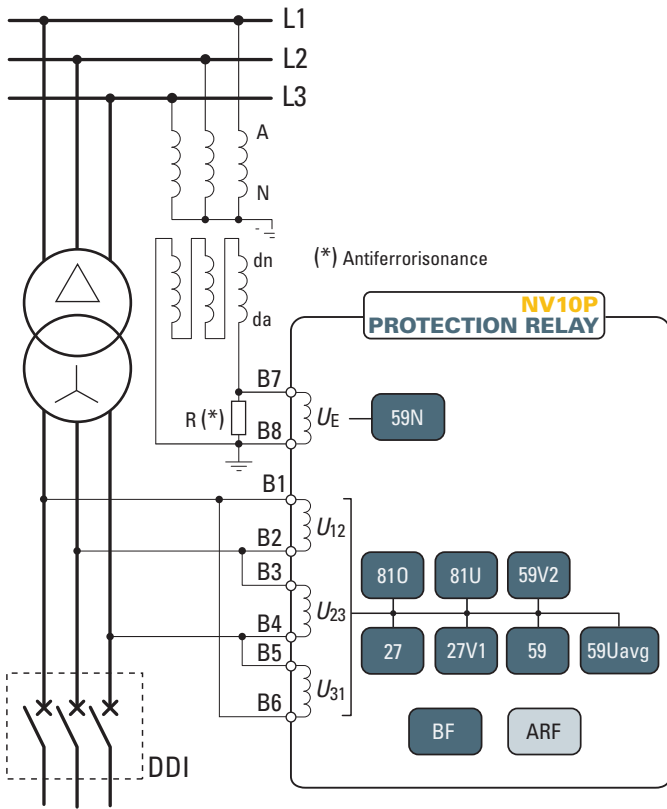 L1
L2
L3
A
N
dn
da
(*) Antiferrorisonance
NV10P
PROTECTION RELAY
B7
R (*)
B8
UE
59N
B1
B2
B3
B4
B5
B6
U12
U23
U31
81O
81U
59V2
27
27V1
59
59Uavg
BF
ARF
DDI